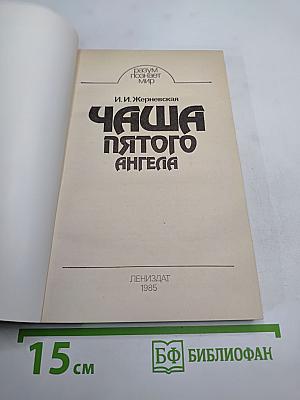 разум
познает
мир
И. И. Жерневская
ЧАША
ПЯТОГО
АНГЕЛА
ЛЕНИЗДАТ
1985
15 см
БФ БИБЛИОФАН